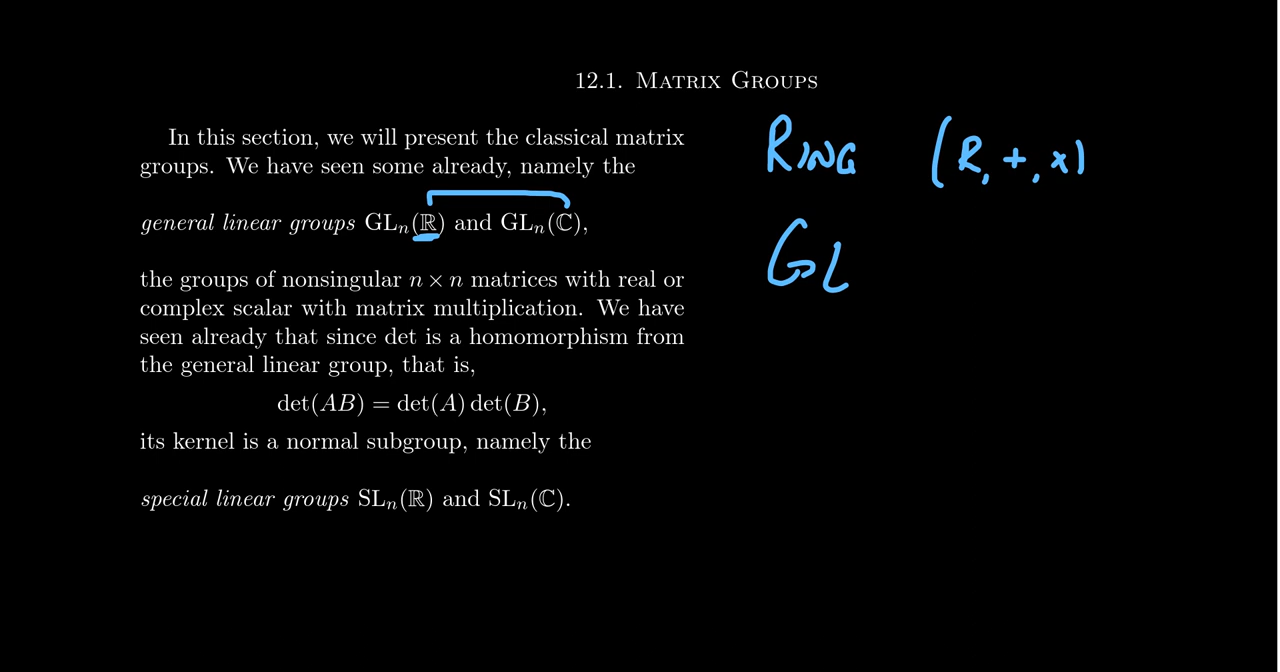 12.1. Matrix Groups
In this section, we will present the classical matrix
groups. We have seen some already, namely the
general linear groups GLₙ(ℝ) and GLₙ(ℂ),
the groups of nonsingular n × n matrices with real or
complex scalar with matrix multiplication. We have
seen already that since det is a homomorphism from
the general linear group, that is,
det(AB) = det(A) det(B),
its kernel is a normal subgroup, namely the
special linear groups SLₙ(ℝ) and SLₙ(ℂ).
RING (R, +, ×)
GL